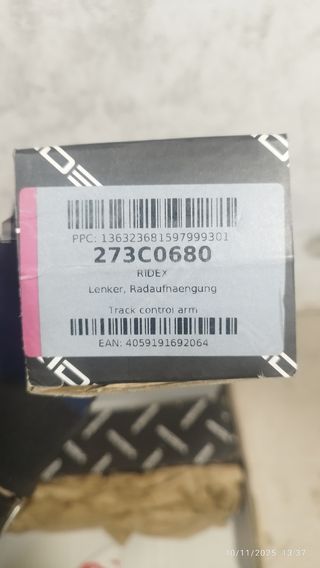 PPC: 136323681597999301
273C0680
RIDEX
Lenker, Radaufhaengung
Track control arm
EAN: 4059191692064
10/11/2025 13:37